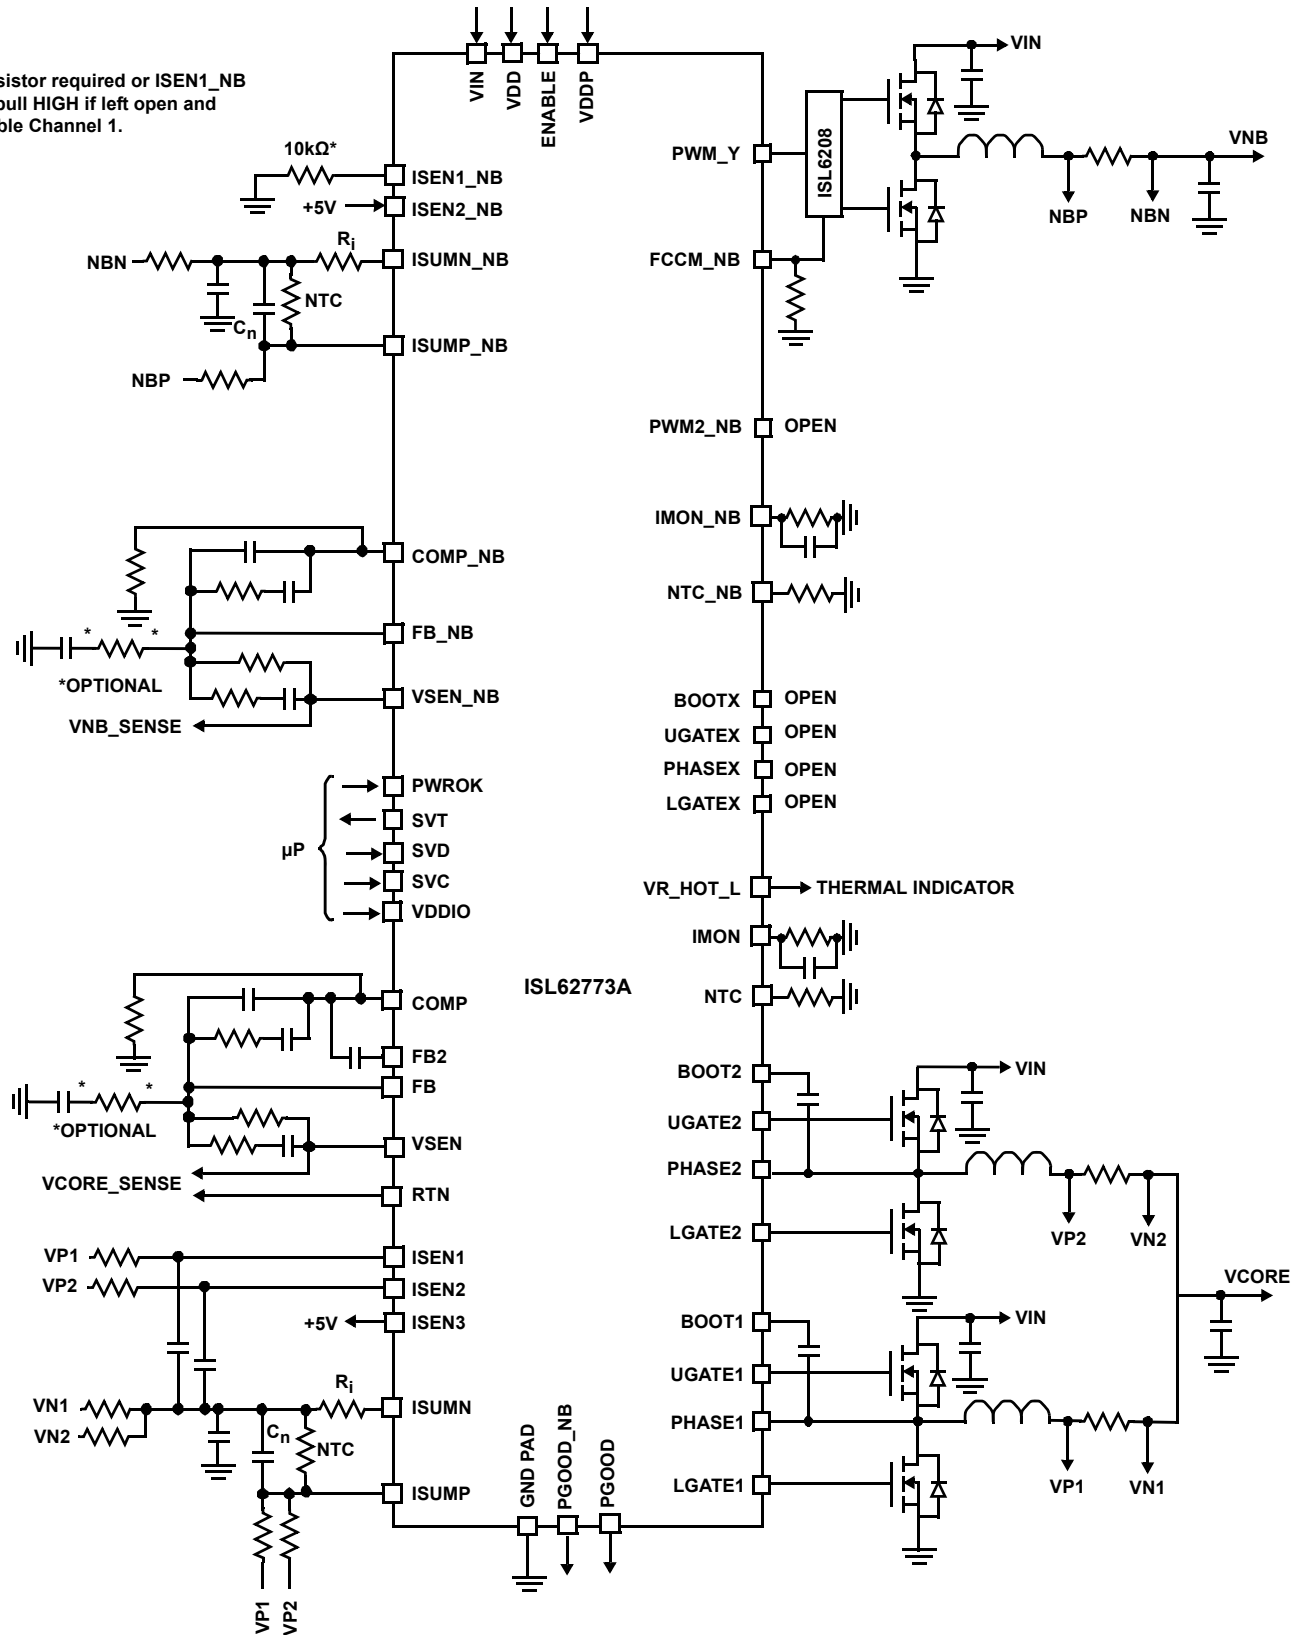 sistor required or ISEN1_NB
pull HIGH if left open and
ble Channel 1.
VIN
VDD
ENABLE
VDDP
10kΩ*
ISEN1_NB
+5V
ISEN2_NB
NBN
Ri
ISUMN_NB
NTC
Cn
ISUMP_NB
NBP
COMP_NB
FB_NB
*
*
*OPTIONAL
VSEN_NB
VNB_SENSE
µP
PWROK
SVT
SVD
SVC
VDDIO
COMP
FB2
FB
*
*
*OPTIONAL
VSEN
VCORE_SENSE
RTN
VP1
ISEN1
VP2
ISEN2
+5V
ISEN3
VN1
VN2
Ri
ISUMN
Cn
NTC
ISUMP
VP1
VP2
ISL62773A
GND PAD
PGOOD_NB
PGOOD
PWM_Y
ISL6208
VIN
VNB
NBP
NBN
FCCM_NB
PWM2_NB
OPEN
IMON_NB
NTC_NB
BOOTX
OPEN
UGATEX
OPEN
PHASEX
OPEN
LGATEX
OPEN
VR_HOT_L
THERMAL INDICATOR
IMON
NTC
BOOT2
VIN
UGATE2
PHASE2
LGATE2
VP2
VN2
VCORE
BOOT1
VIN
UGATE1
PHASE1
LGATE1
VP1
VN1